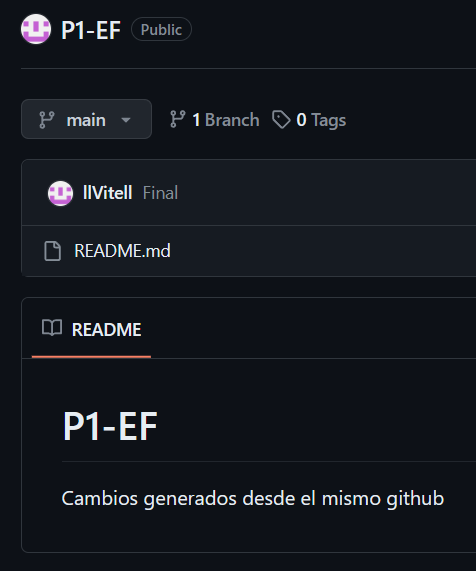 P1-EF Public
main 1 Branch 0 Tags
llVitell Final
README.md
README
P1-EF
Cambios generados desde el mismo github